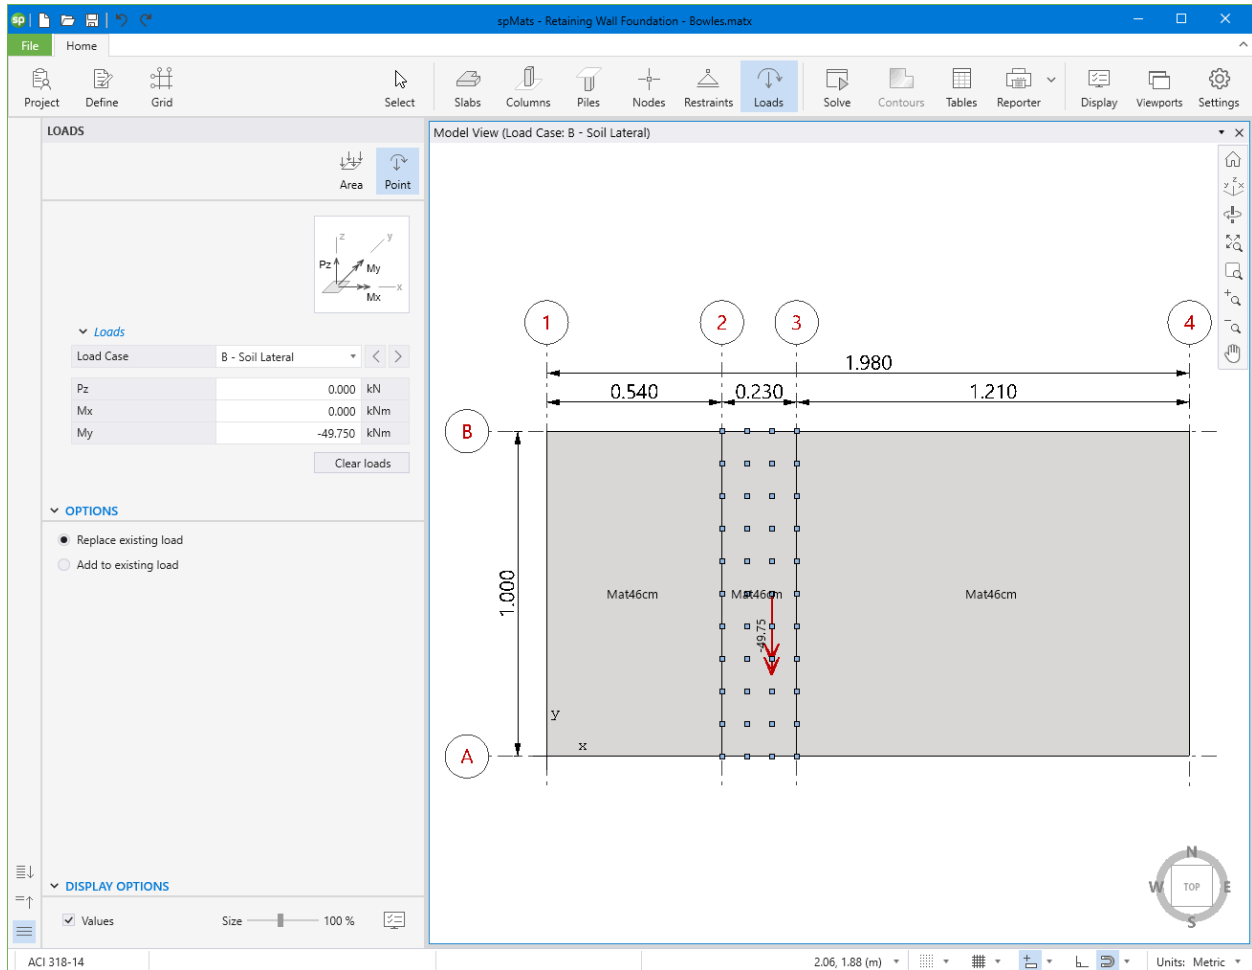 sp spMats - Retaining Wall Foundation - Bowles.matx
File Home
Project Define Grid Select Slabs Columns Piles Nodes Restraints Loads Solve Contours Tables Reporter Display Viewports Settings
LOADS
Area Point
z y
Pz My
x
Mx
Loads
Load Case B - Soil Lateral
Pz 0.000 kN
Mx 0.000 kNm
My -49.750 kNm
Clear loads
OPTIONS
Replace existing load
Add to existing load
DISPLAY OPTIONS
Values Size 100 %
Model View (Load Case: B - Soil Lateral)
y z x
1 2 3 4
1.980
0.540 0.230 1.210
B
1.000
Mat46cm Mat46cm Mat46cm
-49.75
y
x
A
N
W TOP E
S
ACI 318-14 2.06, 1.88 (m) Units: Metric